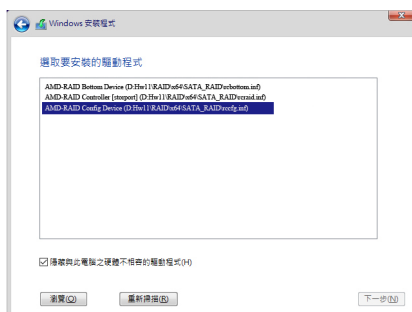 Windows 安裝程式
選取要安裝的驅動程式
AMD-RAID Bottom Device (D:\Hw11\RAID\x64\SATA_RAID\rcbottom.inf)
AMD-RAID Controller [storport] (D:\Hw11\RAID\x64\SATA_RAID\rcraid.inf)
AMD-RAID Config Device (D:\Hw11\RAID\x64\SATA_RAID\rccfg.inf)
隱藏與此電腦之硬體不相容的驅動程式(H)
瀏覽(O) 重新掃描(R) 下一步(N)